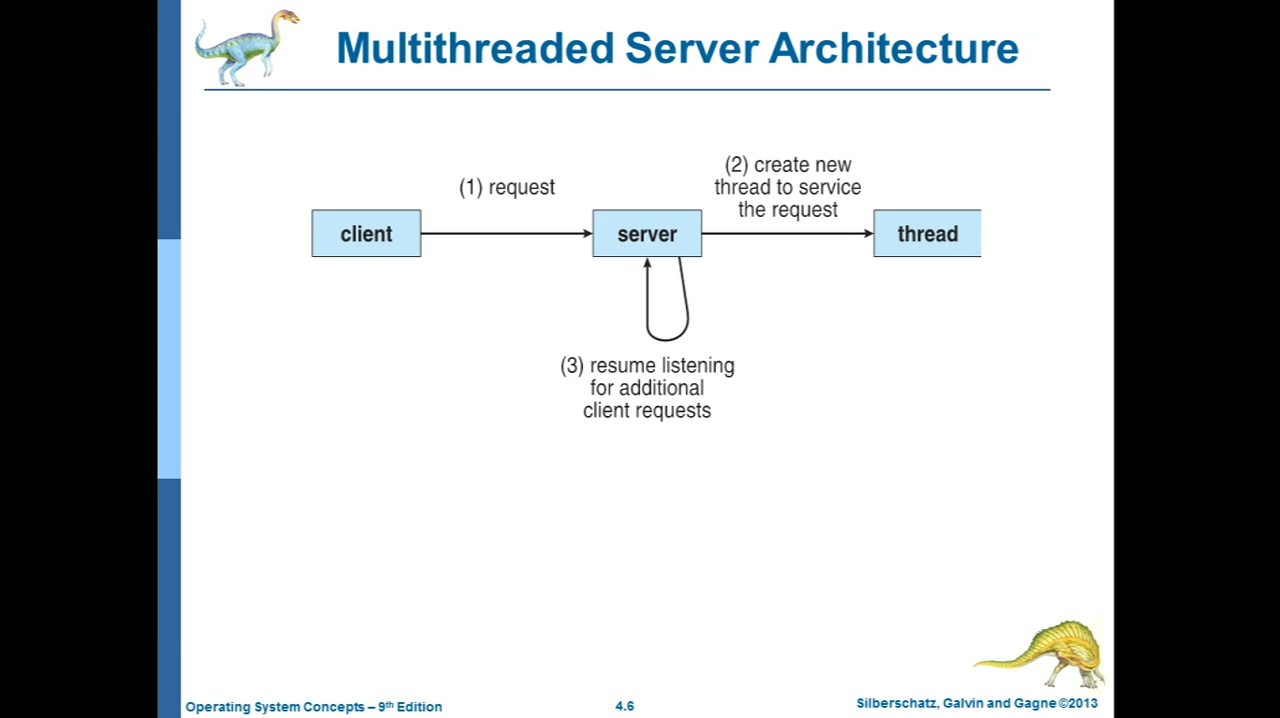 Multithreaded Server Architecture
(1) request
(2) create new
thread to service
the request
client
server
thread
(3) resume listening
for additional
client requests
Operating System Concepts – 9th Edition
4.6
Silberschatz, Galvin and Gagne ©2013